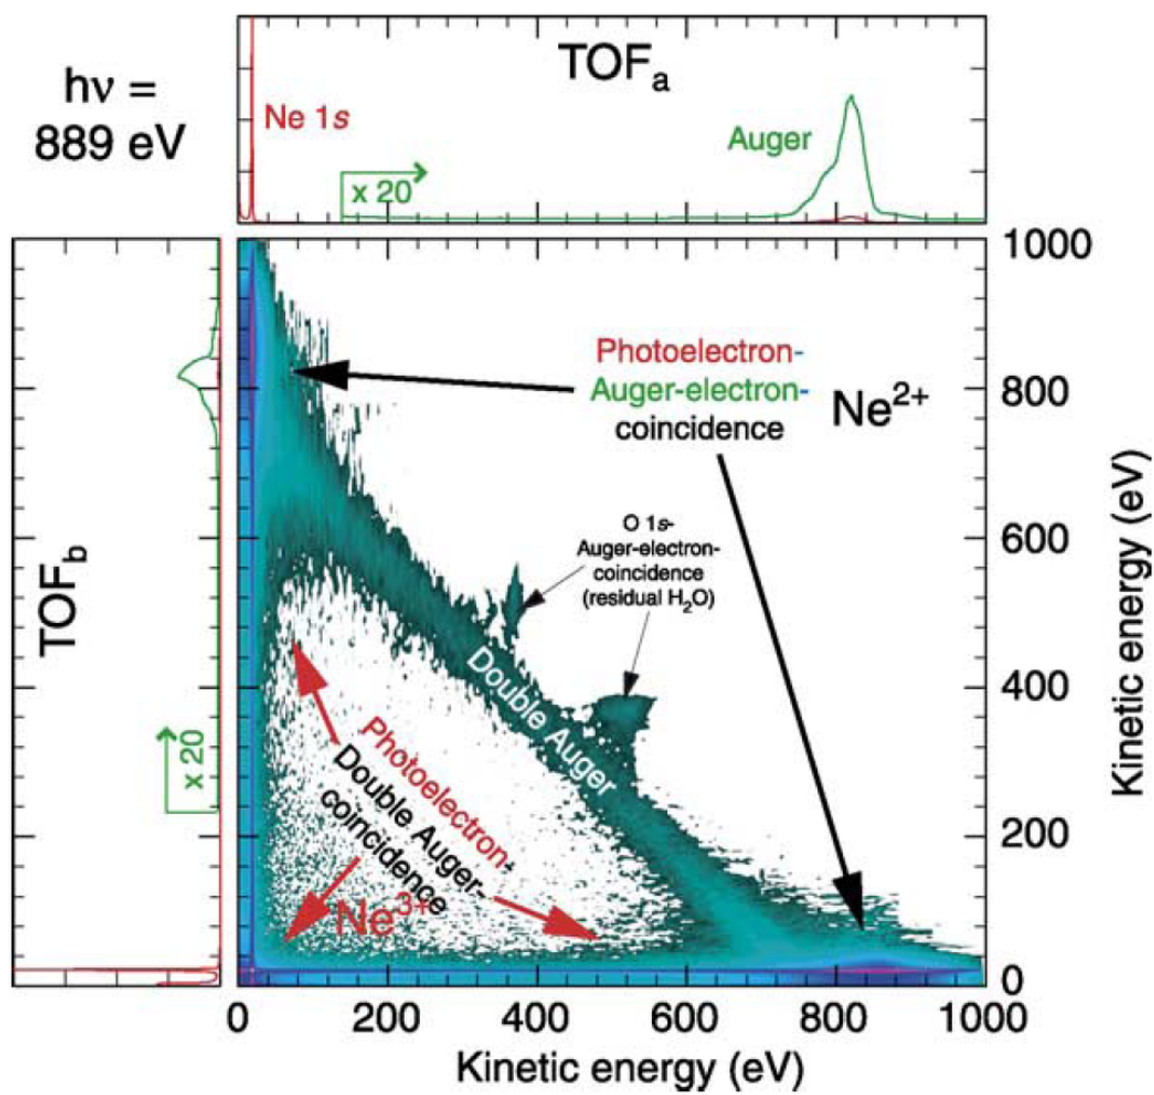 hν =
889 eV
TOFa
Ne 1s
Auger
x 20
1000
800
600
400
200
0
Kinetic energy (eV)
TOFb
x 20
Photoelectron-
Auger-electron-
coincidence
Ne2+
O 1s-
Auger-electron-
coincidence
(residual H2O)
Double Auger
Photoelectron-
Double Auger-
coincidence
Ne3+
0 200 400 600 800 1000
Kinetic energy (eV)